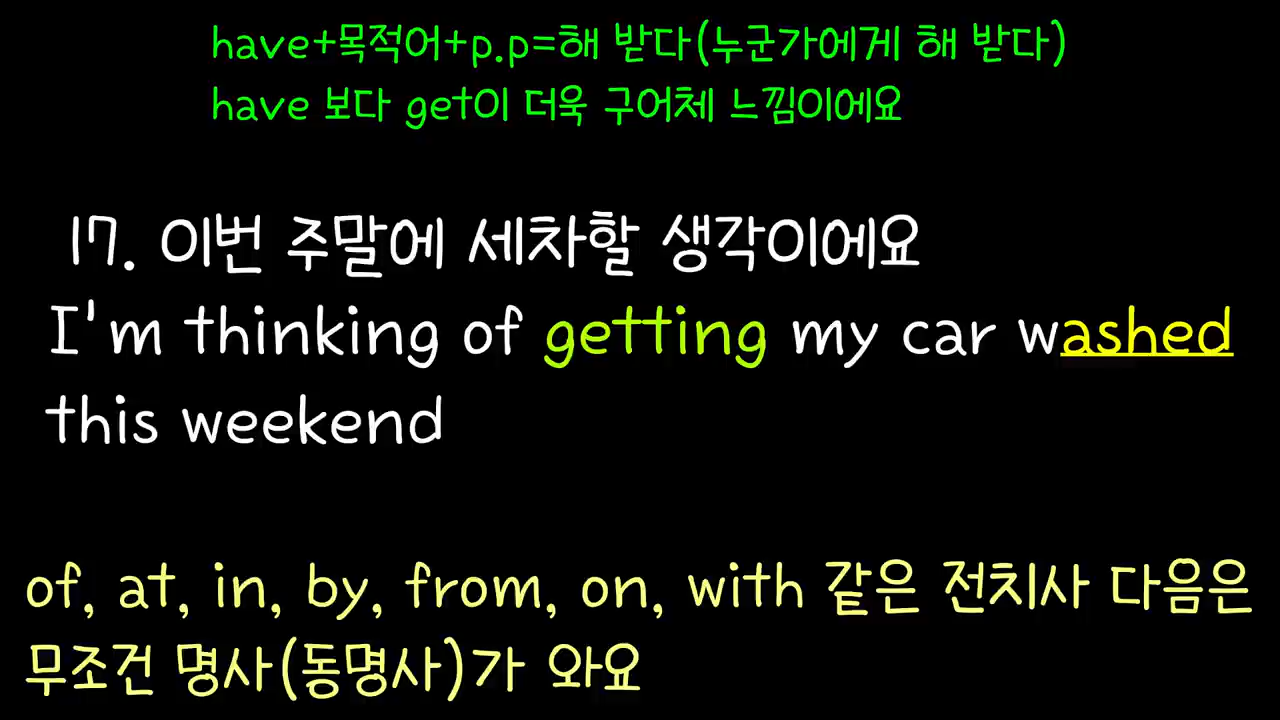 have+목적어+p.p=해 받다(누군가에게 해 받다)
have 보다 get이 더욱 구어체 느낌이에요
17. 이번 주말에 세차할 생각이에요
I'm thinking of getting my car washed
this weekend
of, at, in, by, from, on, with 같은 전치사 다음은
무조건 명사(동명사)가 와요